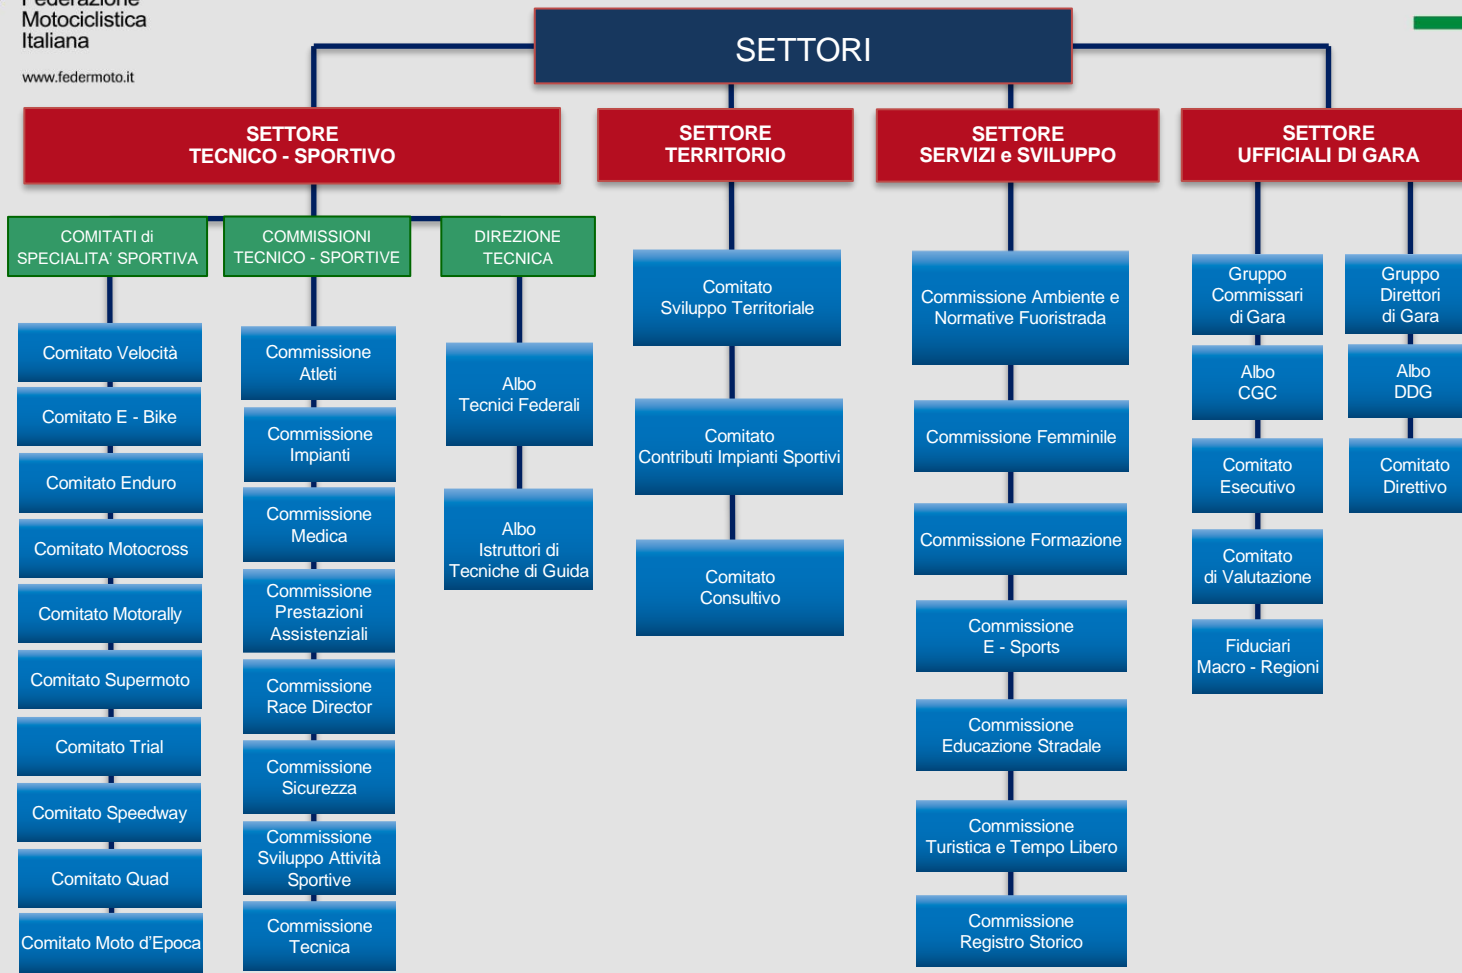 Federazione
Motociclistica
Italiana
www.federmoto.it
SETTORI
SETTORE
TECNICO - SPORTIVO
SETTORE
TERRITORIO
SETTORE
SERVIZI e SVILUPPO
SETTORE
UFFICIALI DI GARA
COMITATI di
SPECIALITA' SPORTIVA
COMMISSIONI
TECNICO - SPORTIVE
DIREZIONE
TECNICA
Comitato Velocità
Comitato E - Bike
Comitato Enduro
Comitato Motocross
Comitato Motorally
Comitato Supermoto
Comitato Trial
Comitato Speedway
Comitato Quad
Comitato Moto d'Epoca
Commissione
Atleti
Commissione
Impianti
Commissione
Medica
Commissione
Prestazioni
Assistenziali
Commissione
Race Director
Commissione
Sicurezza
Commissione
Sviluppo Attività
Sportive
Commissione
Tecnica
Albo
Tecnici Federali
Albo
Istruttori di
Tecniche di Guida
Comitato
Sviluppo Territoriale
Comitato
Contributi Impianti Sportivi
Comitato
Consultivo
Commissione Ambiente e
Normative Fuoristrada
Commissione Femminile
Commissione Formazione
Commissione
E - Sports
Commissione
Educazione Stradale
Commissione
Turistica e Tempo Libero
Commissione
Registro Storico
Gruppo
Commissari
di Gara
Albo
CGC
Comitato
Esecutivo
Comitato
di Valutazione
Fiduciari
Macro - Regioni
Gruppo
Direttori
di Gara
Albo
DDG
Comitato
Direttivo